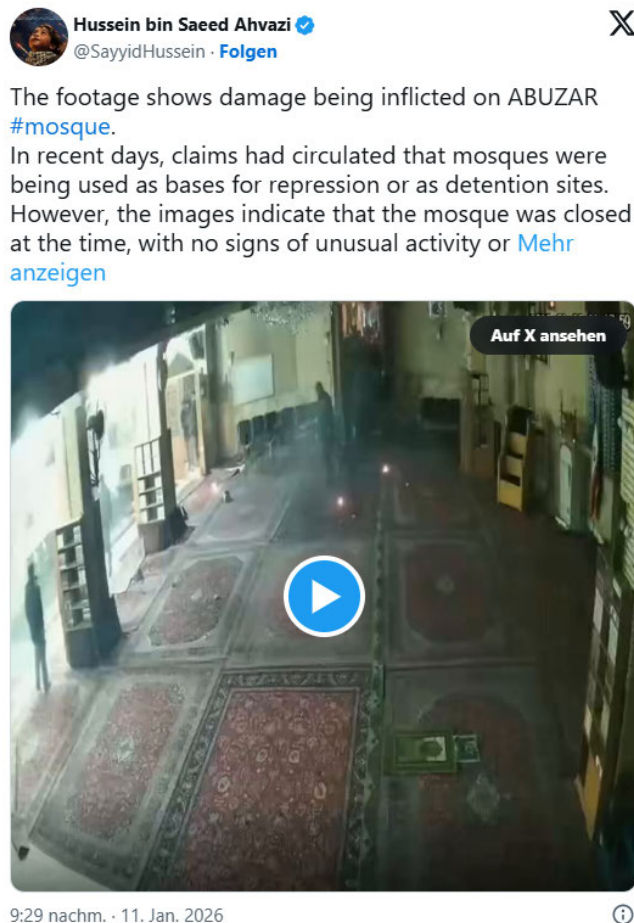 Hussein bin Saeed Ahvazi
@SayyidHussein · Folgen
The footage shows damage being inflicted on ABUZAR
#mosque.
In recent days, claims had circulated that mosques were
being used as bases for repression or as detention sites.
However, the images indicate that the mosque was closed
at the time, with no signs of unusual activity or Mehr
anzeigen
Auf X ansehen
9:29 nachm. · 11. Jan. 2026